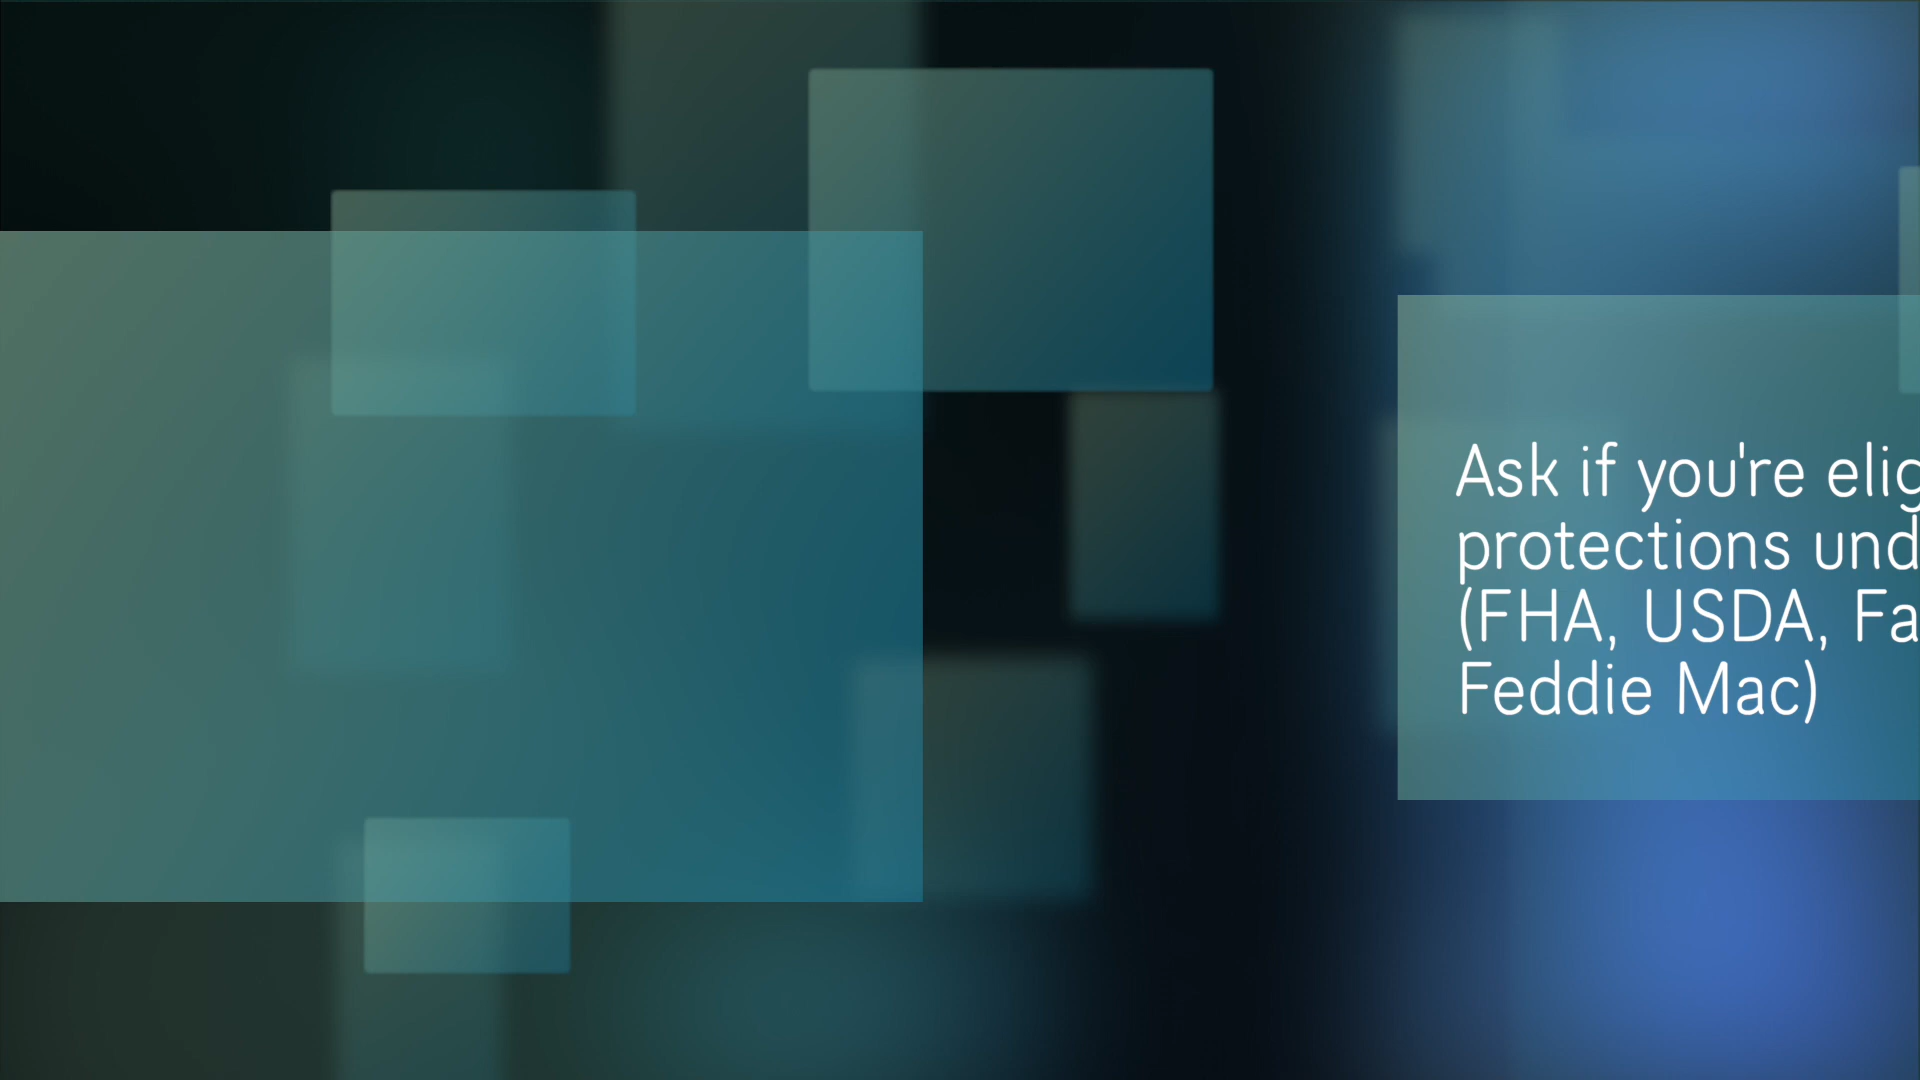 Ask if you're elig
protections und
(FHA, USDA, Fa
Feddie Mac)